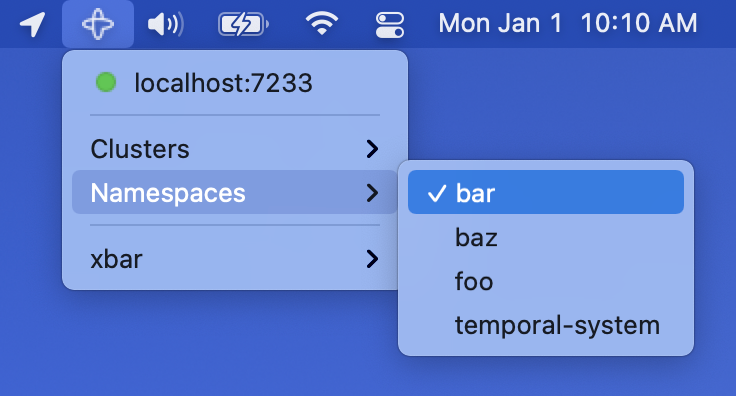 Mon Jan 1 10:10 AM
localhost:7233
Clusters
Namespaces
xbar
bar
baz
foo
temporal-system